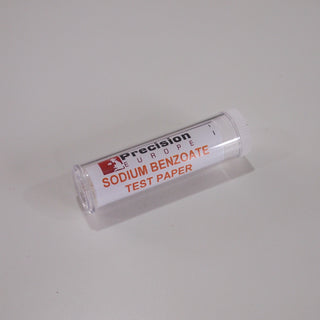 Precision
EUROPE
SODIUM BENZOATE
TEST PAPER